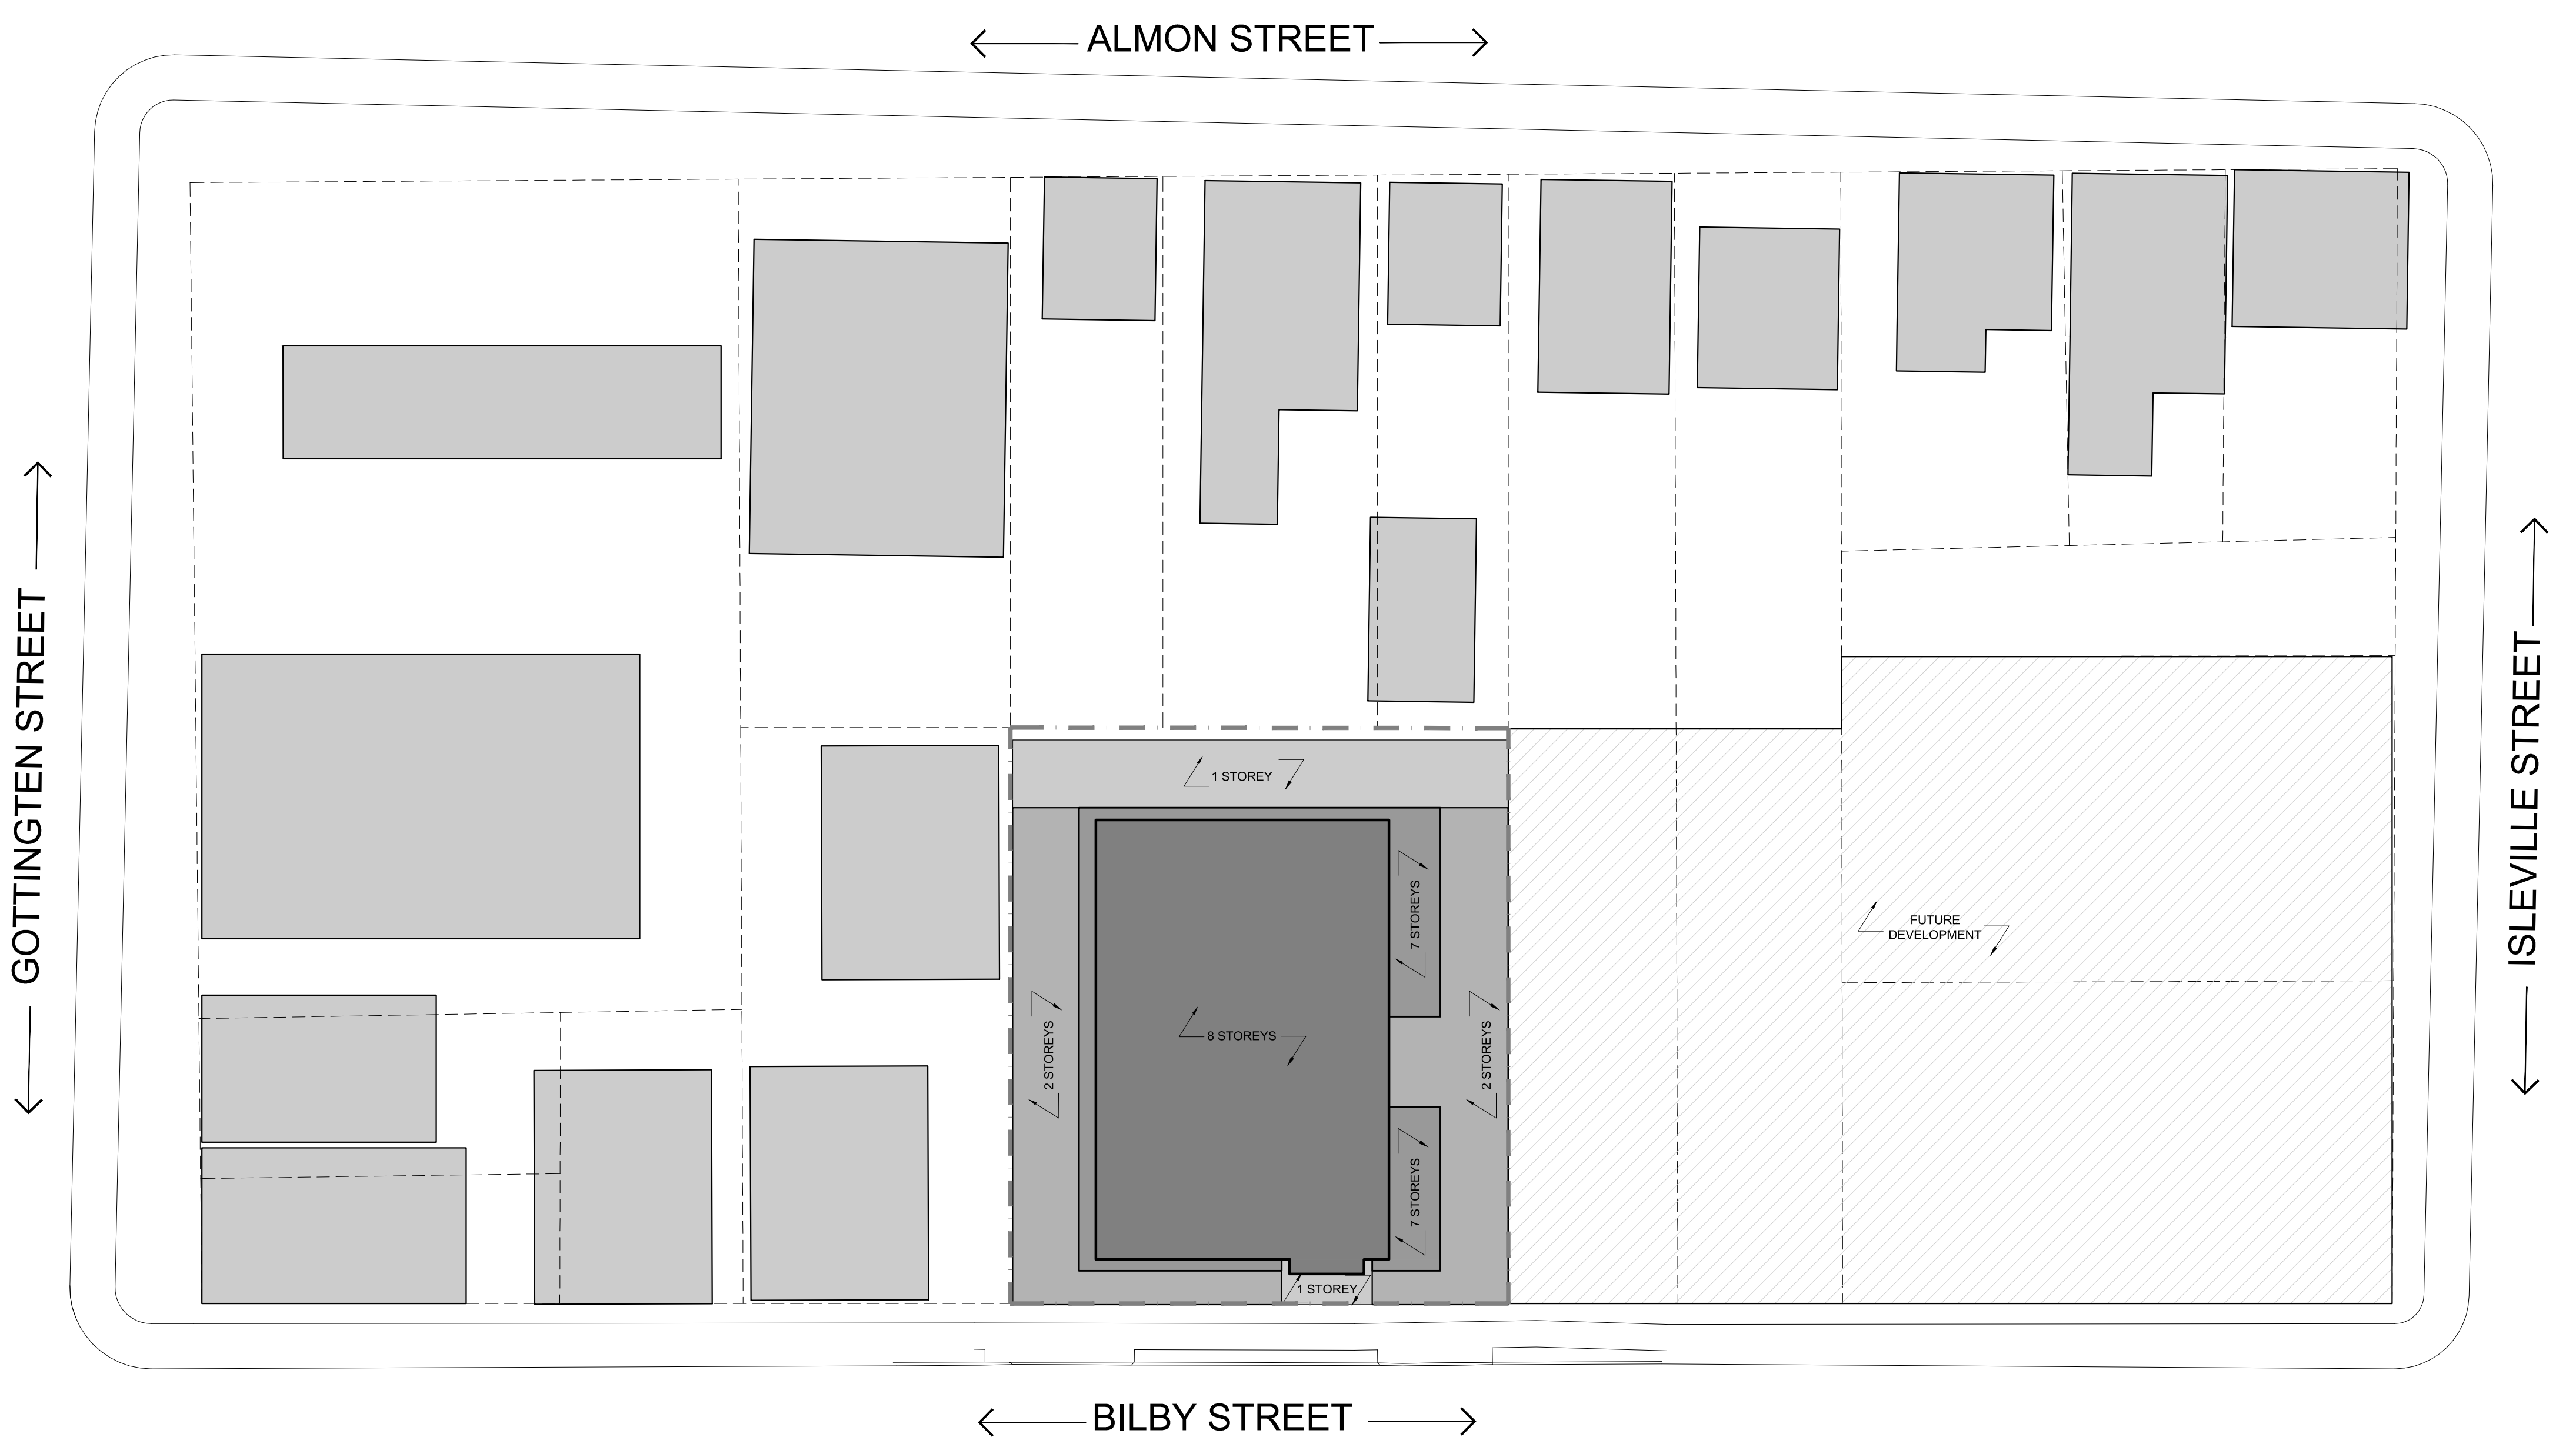 ALMON STREET
GOTTINGTEN STREET
ISLEVILLE STREET
1 STOREY
7 STOREYS
FUTURE
DEVELOPMENT
8 STOREYS
2 STOREYS
2 STOREYS
7 STOREYS
1 STOREY
BILBY STREET